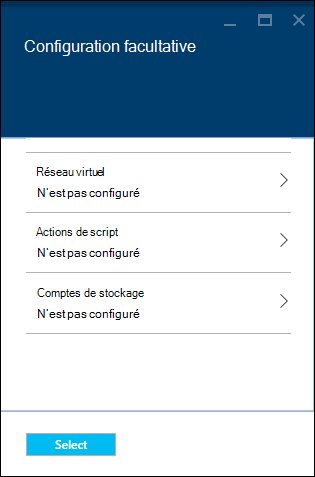 Configuration facultative
Réseau virtuel
N'est pas configuré
Actions de script
N'est pas configuré
Comptes de stockage
N'est pas configuré
Select